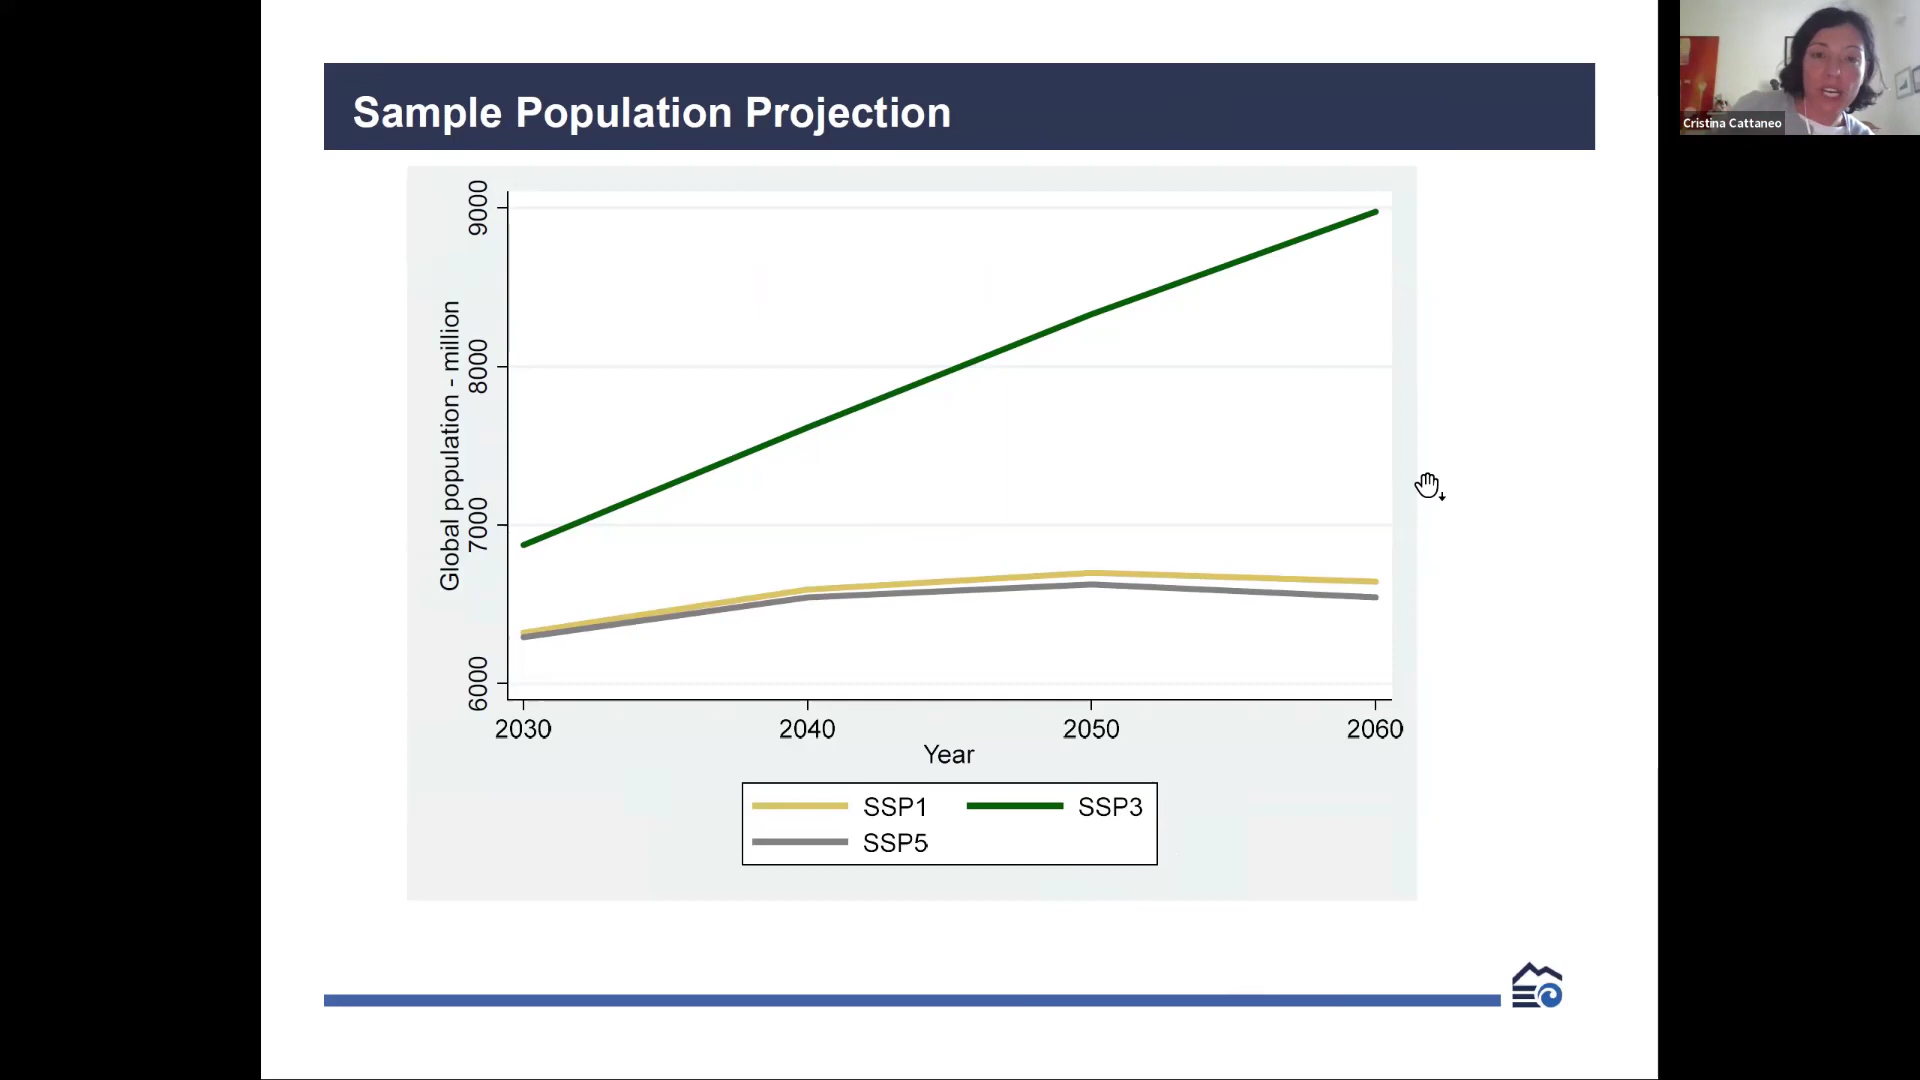 Sample Population Projection
Cristina Cattaneo
Global population - million
9000
8000
7000
6000
2030 2040 2050 2060
Year
SSP1 SSP3
SSP5